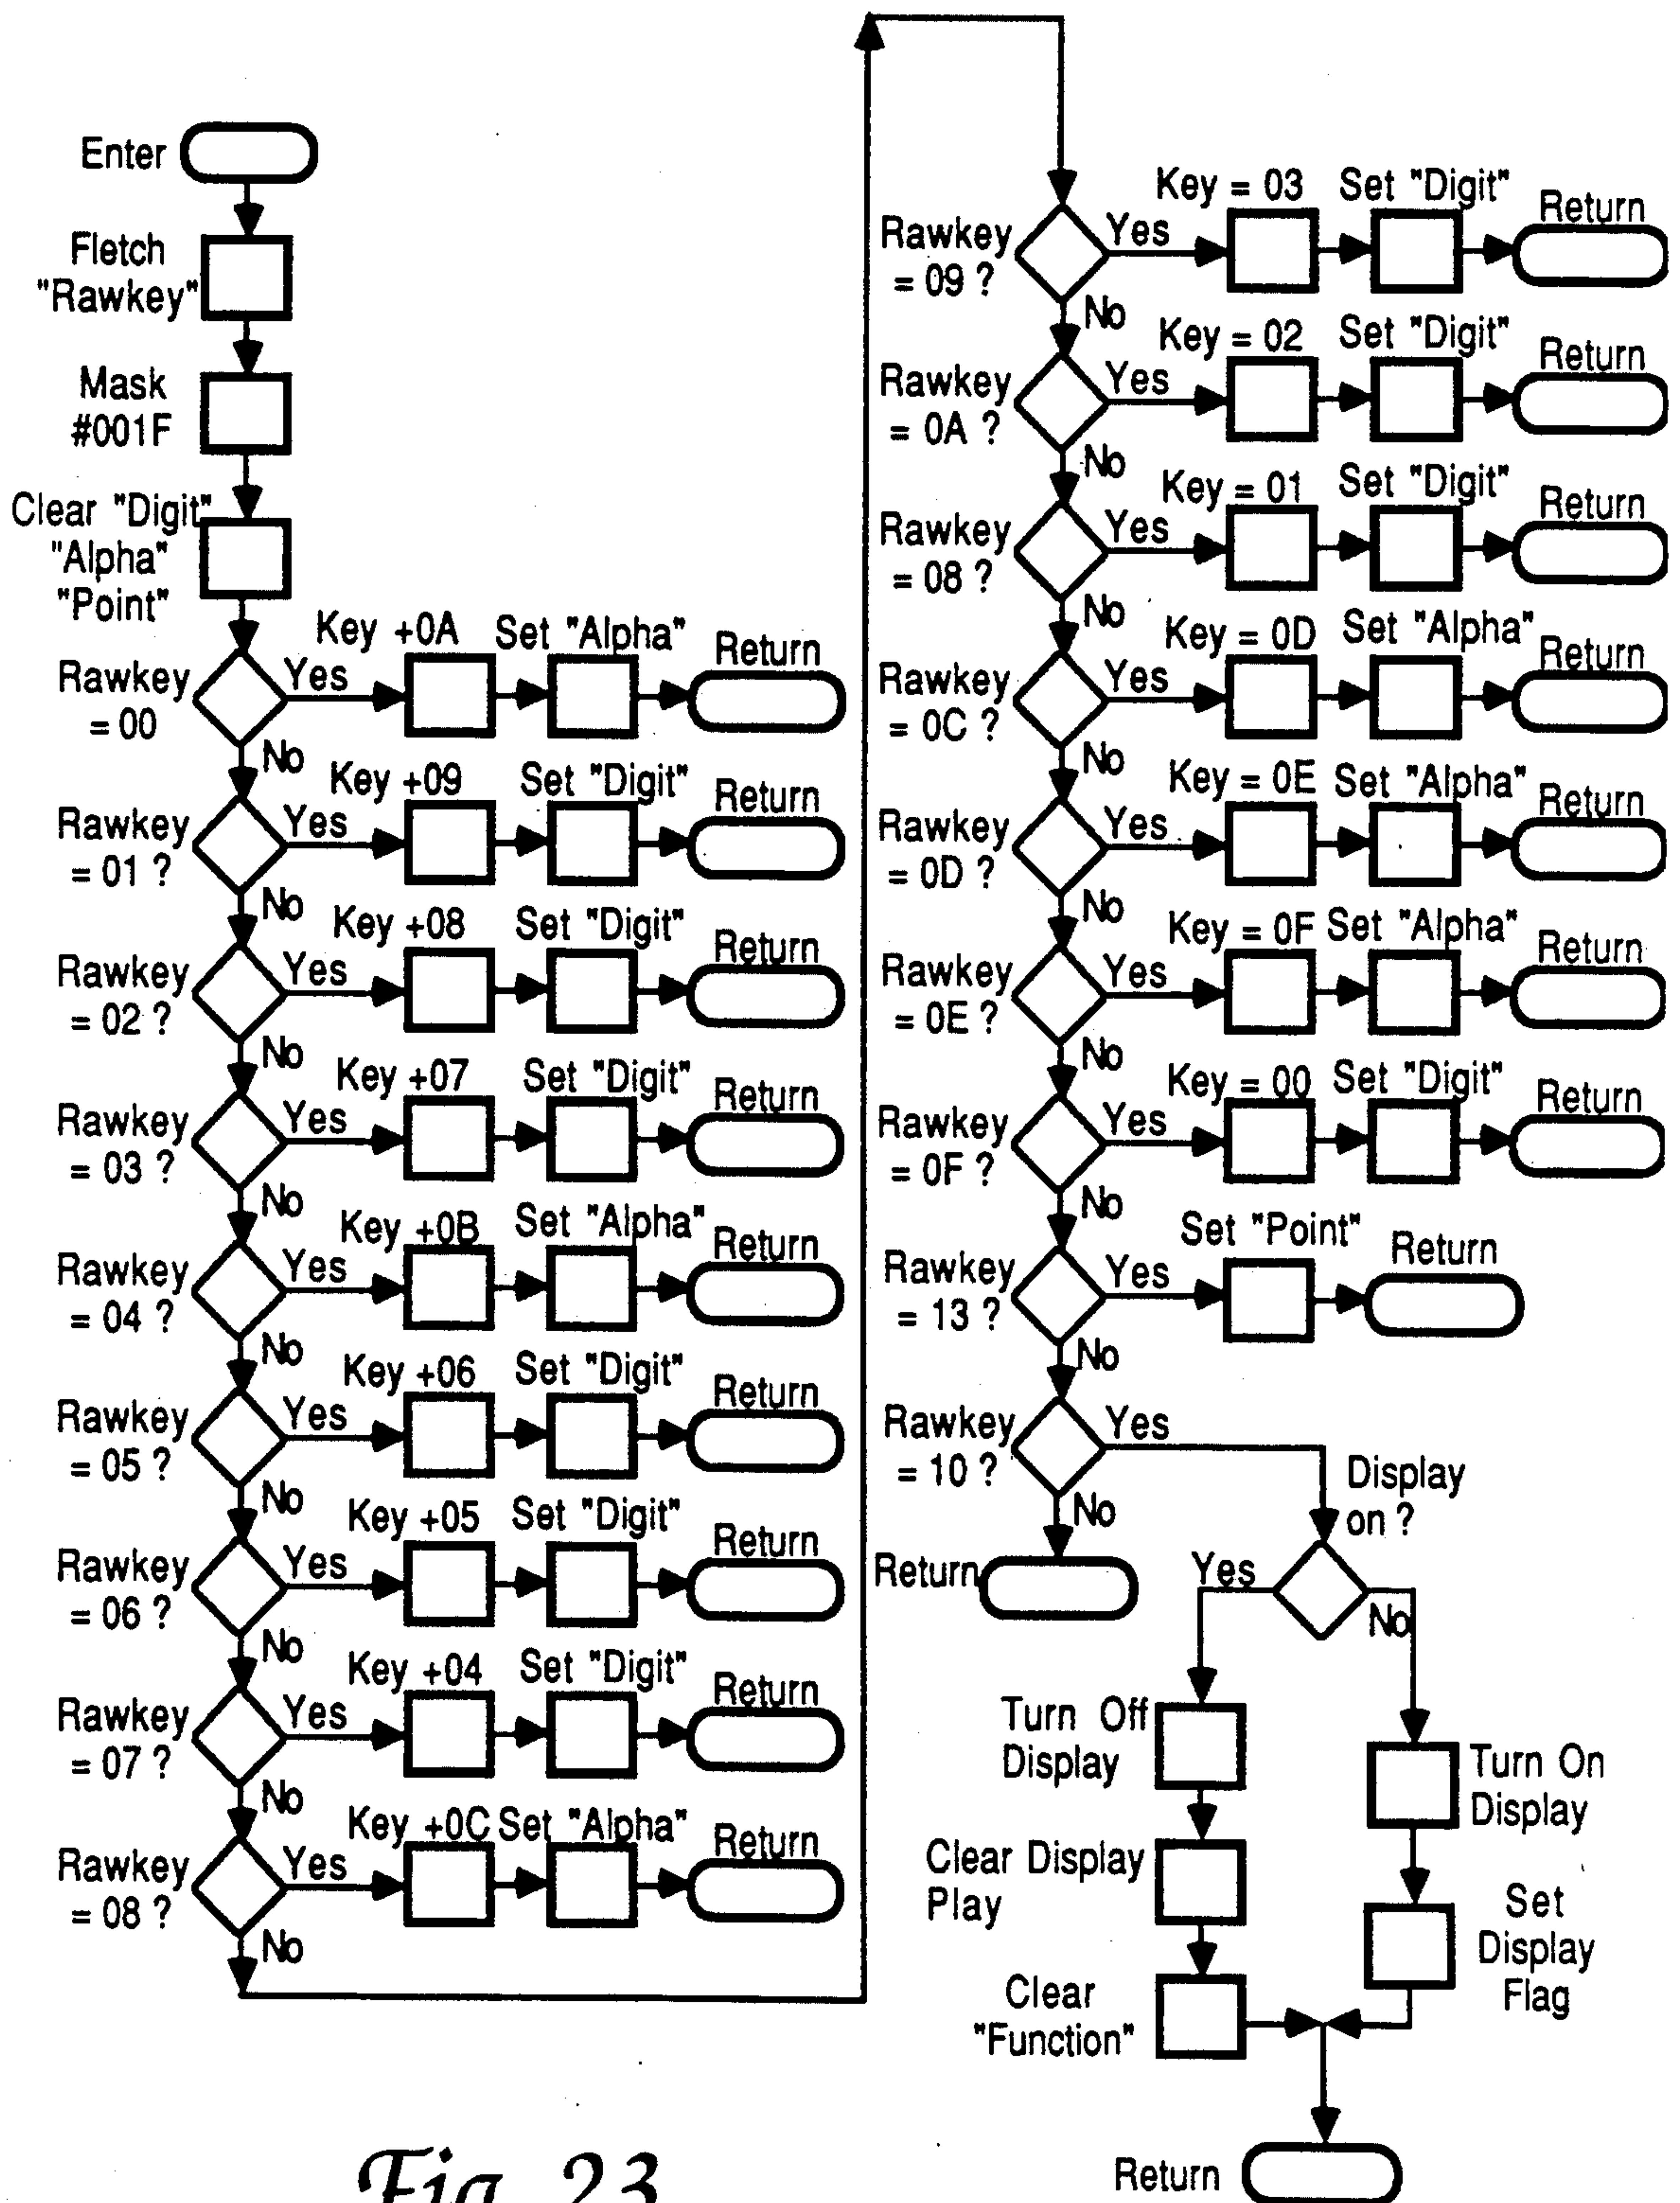 Enter
Fletch
"Rawkey"
Mask
#001F
Clear "Digit"
"Alpha"
"Point"
Rawkey
= 00
Yes
Key +0A
Set "Alpha"
Return
No
Rawkey
= 01 ?
Yes
Key +09
Set "Digit"
Return
No
Rawkey
= 02 ?
Yes
Key +08
Set "Digit"
Return
No
Rawkey
= 03 ?
Yes
Key +07
Set "Digit"
Return
No
Rawkey
= 04 ?
Yes
Key +0B
Set "Alpha"
Return
No
Rawkey
= 05 ?
Yes
Key +06
Set "Digit"
Return
No
Rawkey
= 06 ?
Yes
Key +05
Set "Digit"
Return
No
Rawkey
= 07 ?
Yes
Key +04
Set "Digit"
Return
No
Rawkey
= 08 ?
Yes
Key +0C
Set "Alpha"
Return
No
Rawkey
= 09 ?
Yes
Key = 03
Set "Digit"
Return
No
Rawkey
= 0A ?
Yes
Key = 02
Set "Digit"
Return
No
Rawkey
= 08 ?
Yes
Key = 01
Set "Digit"
Return
No
Rawkey
= 0C ?
Yes
Key = 0D
Set "Alpha"
Return
No
Rawkey
= 0D ?
Yes
Key = 0E
Set "Alpha"
Return
No
Rawkey
= 0E ?
Yes
Key = 0F
Set "Alpha"
Return
No
Rawkey
= 0F ?
Yes
Key = 00
Set "Digit"
Return
No
Rawkey
= 13 ?
Yes
Set "Point"
Return
No
Rawkey
= 10 ?
Yes
No
Return
Display
on ?
Yes
No
Turn Off
Display
Clear Display
Play
Clear
"Function"
Turn On
Display
Set
Display
Flag
Return
Fig. 23